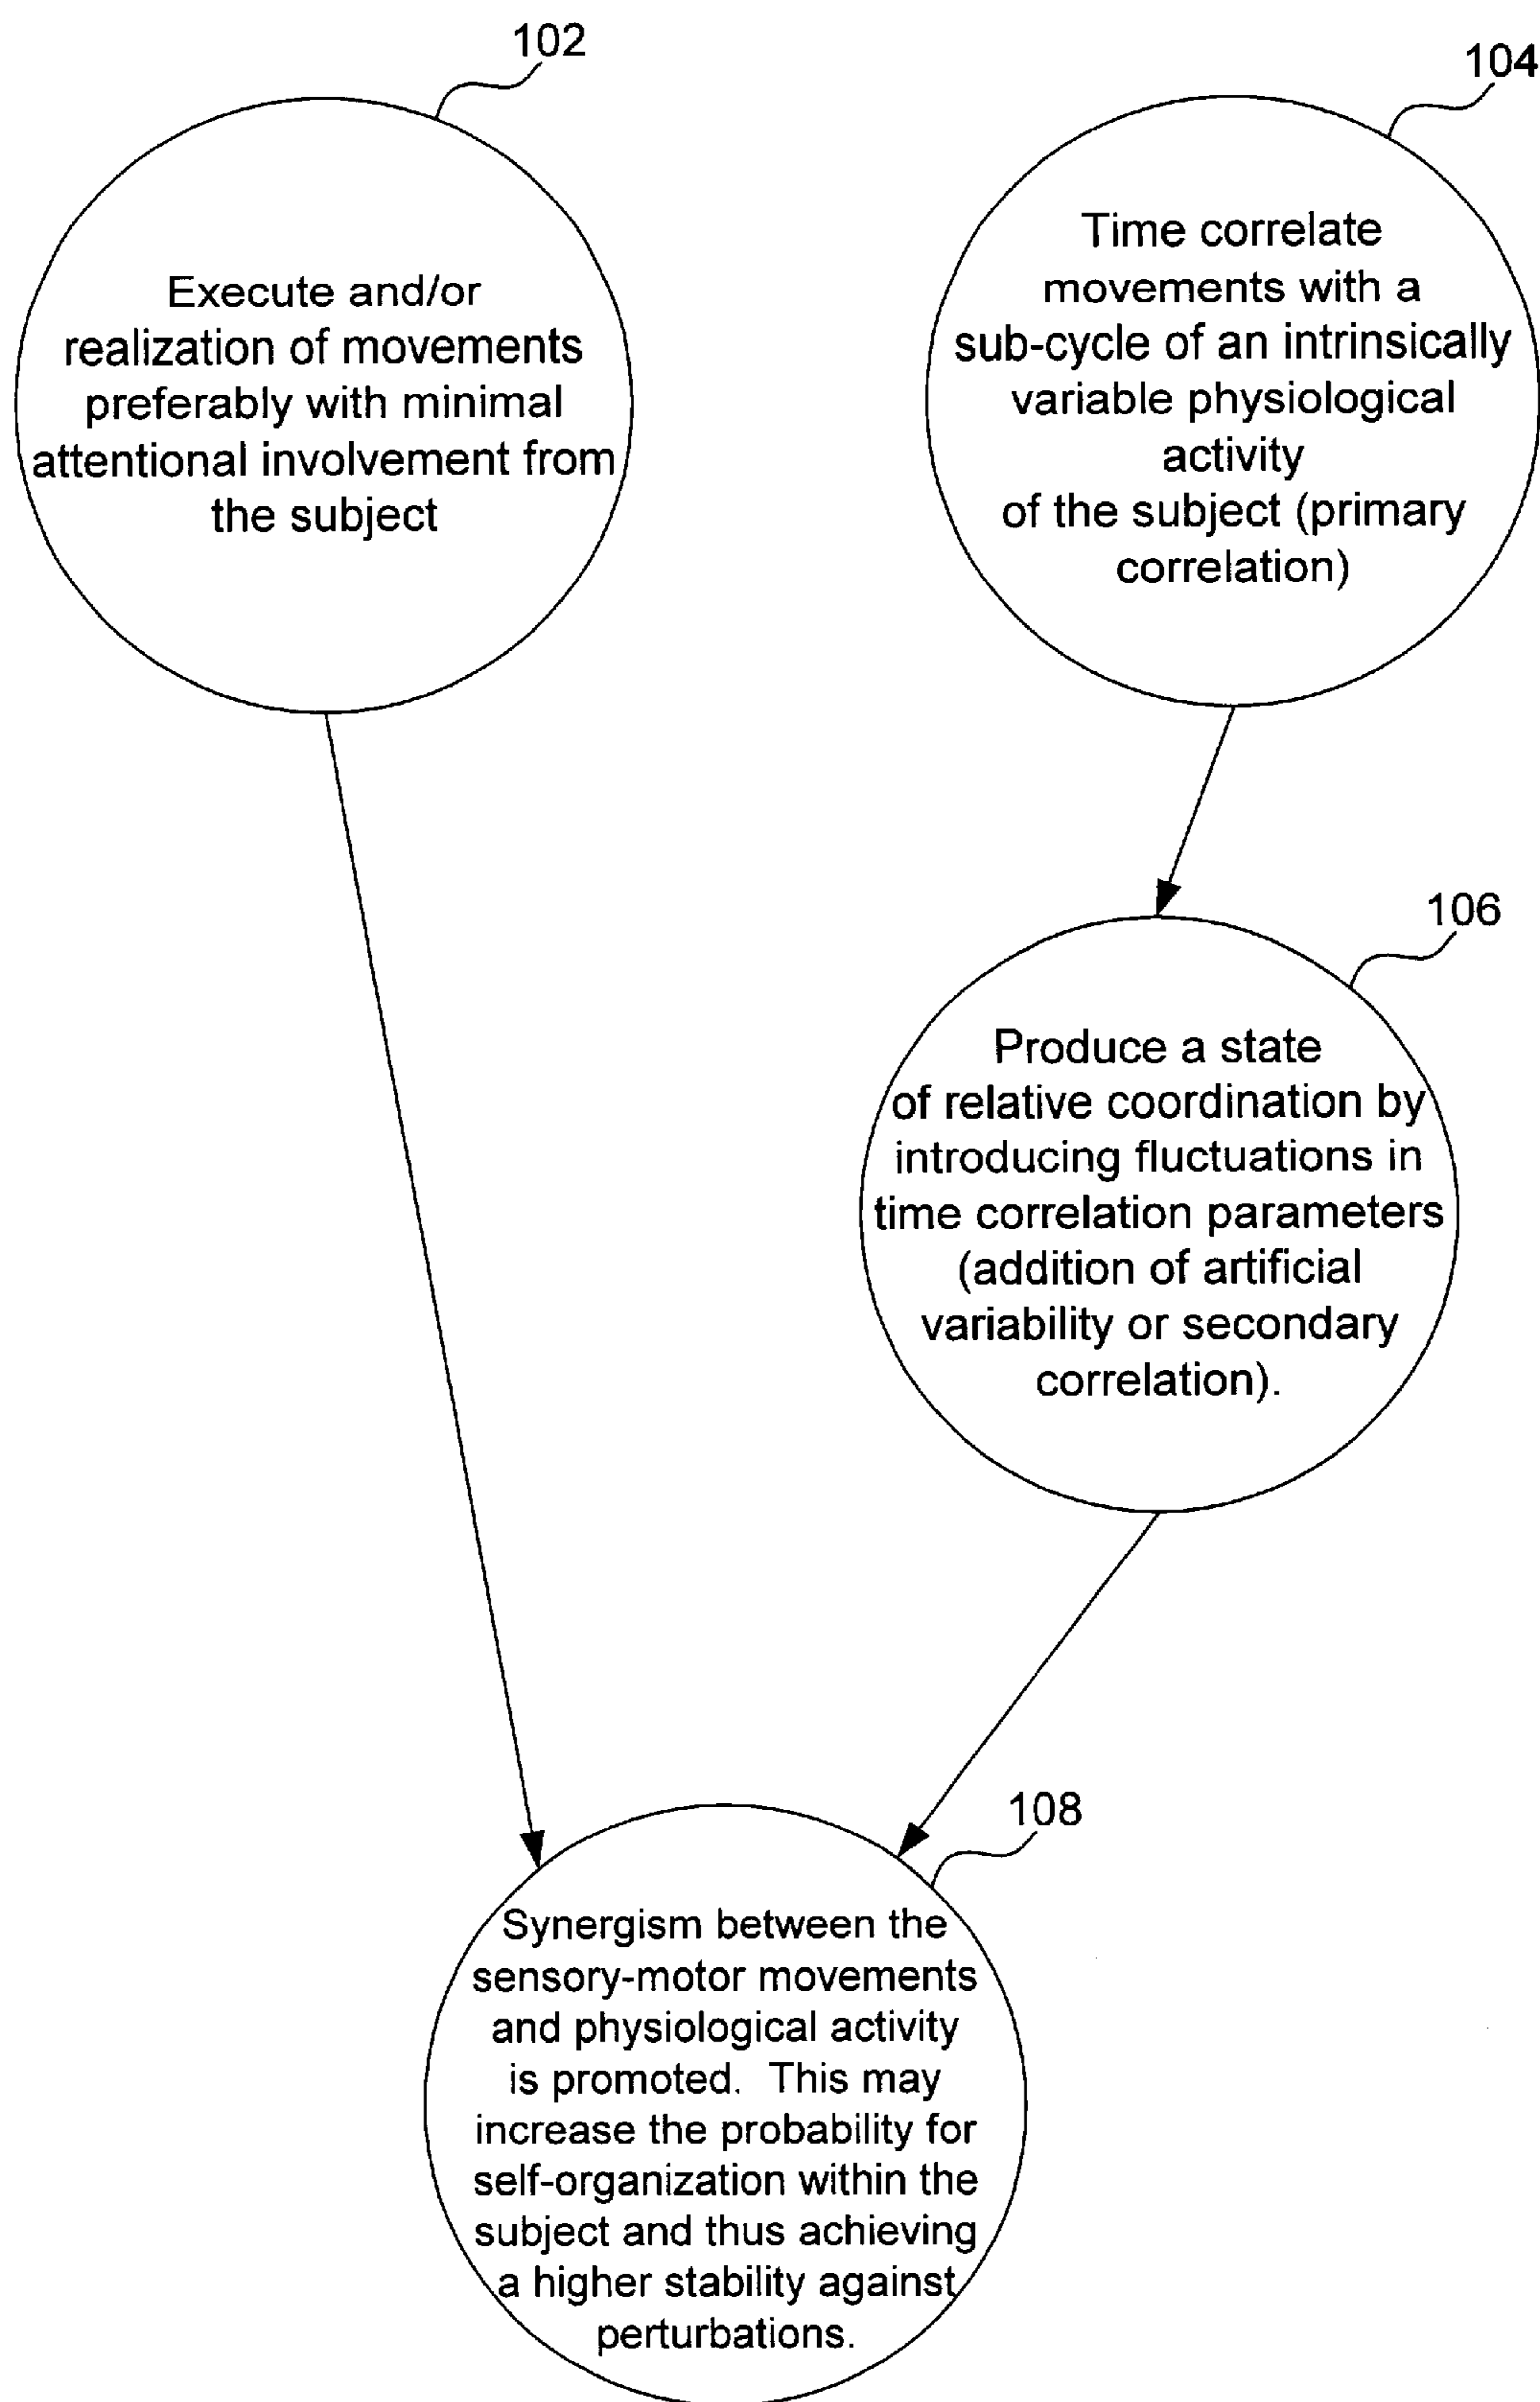 102
Execute and/or
realization of movements
preferably with minimal
attentional involvement from
the subject
104
Time correlate
movements with a
sub-cycle of an intrinsically
variable physiological
activity
of the subject (primary
correlation)
106
Produce a state
of relative coordination by
introducing fluctuations in
time correlation parameters
(addition of artificial
variability or secondary
correlation).
108
Synergism between the
sensory-motor movements
and physiological activity
is promoted.  This may
increase the probability for
self-organization within the
subject and thus achieving
a higher stability against
perturbations.